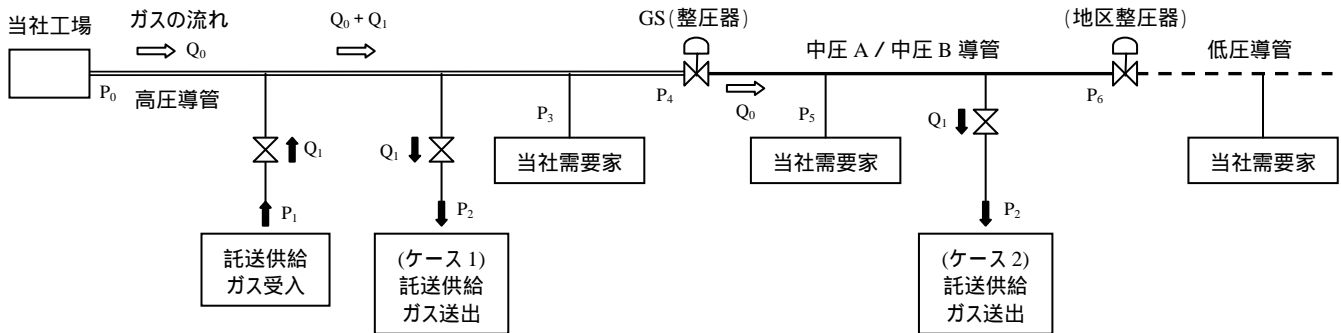 当社工場
ガスの流れ
Q₀
Q₀ + Q₁
GS(整圧器)
(地区整圧器)
中圧 A / 中圧 B 導管
低圧導管
P₀
高圧導管
P₃
P₄
Q₀
P₅
P₆
Q₁
Q₁
Q₁
当社需要家
当社需要家
当社需要家
P₁
P₂
P₂
託送供給
ガス受入
(ケース 1)
託送供給
ガス送出
(ケース 2)
託送供給
ガス送出